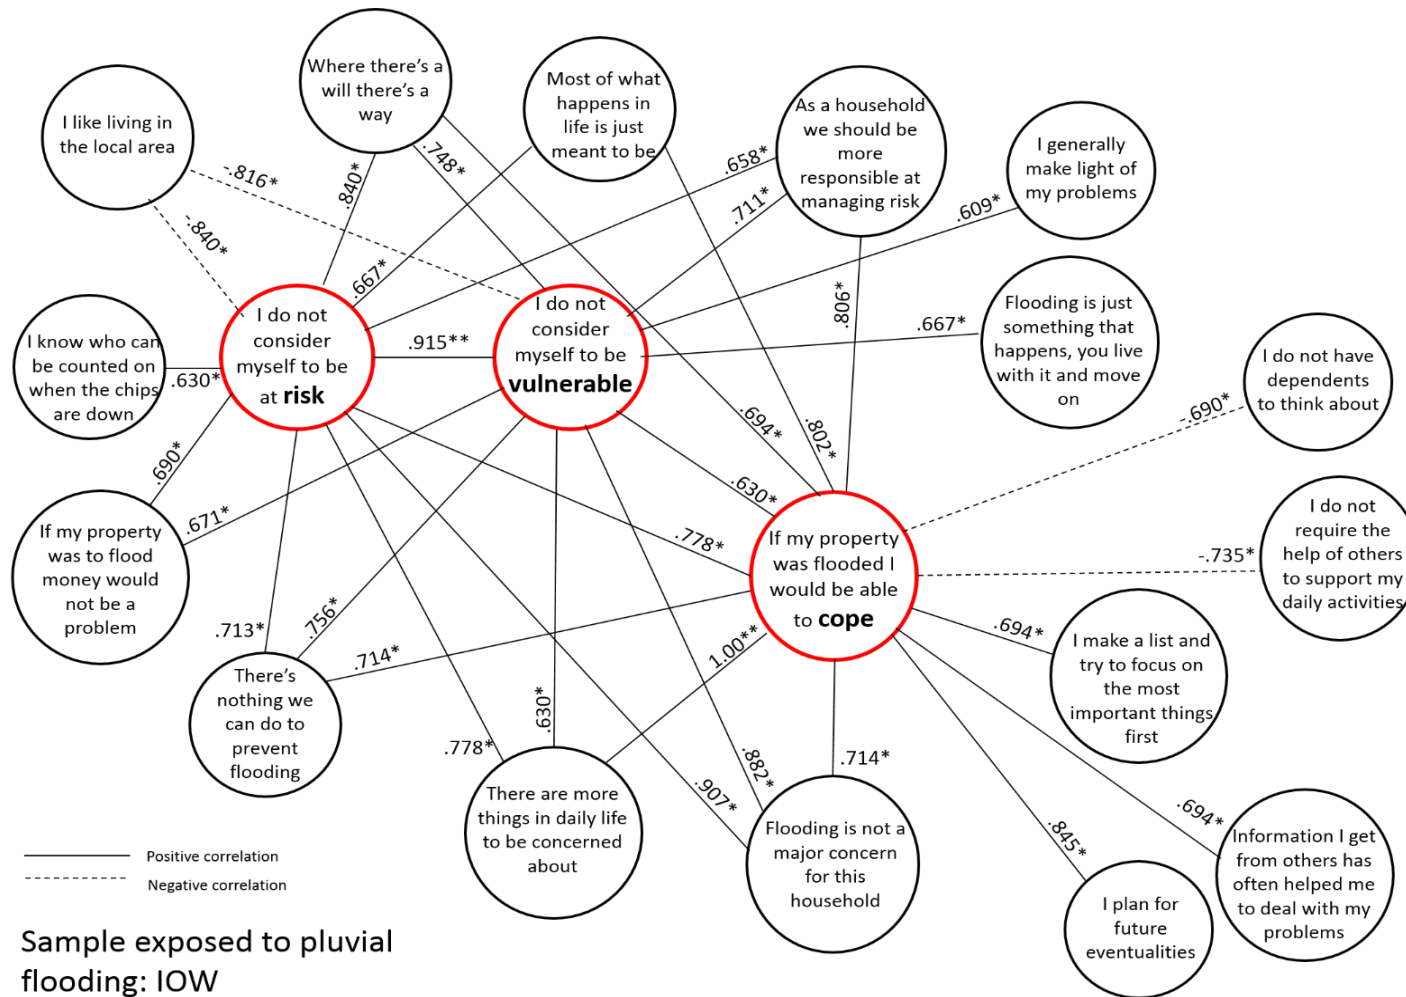 Where there's a
will there's a
way
Most of what
happens in
life is just
meant to be
As a household
we should be
more
responsible at
managing risk
I generally
make light of
my problems
I like living in
the local area
-.816*
-.840*
.840*
.748*
.667*
.658*
.711*
.609*
.806*
I do not
consider
myself to be
at risk
.915**
I do not
consider
myself to be
vulnerable
.667*
Flooding is just
something that
happens, you live
with it and move
on
I know who can
be counted on
when the chips
are down
.630*
I do not have
dependents
to think about
-.690*
.690*
.671*
.694*
.802*
.630*
.778*
If my property
was to flood
money would
not be a
problem
If my property
was flooded I
would be able
to cope
-.735*
I do not
require the
help of others
to support my
daily activities
.713*
.756*
.714*
1.00**
.694*
I make a list and
try to focus on
the most
important things
first
There's
nothing we
can do to
prevent
flooding
.778*
.630*
.907*
.882*
.714*
.845*
.694*
There are more
things in daily life
to be concerned
about
Flooding is not a
major concern
for this
household
I plan for
future
eventualities
Information I get
from others has
often helped me
to deal with my
problems
Positive correlation
Negative correlation
Sample exposed to pluvial
flooding: IOW